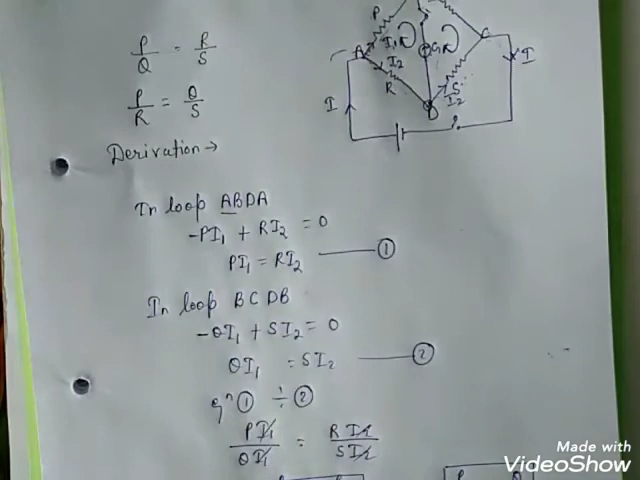 P/Q = R/S
P/R = Q/S
Derivation →
P
A
I₁
I₂
R
G
C
D
S
I₂
I
I
In loop ABDA
-PI₁ + RI₂ = 0
PI₁ = RI₂ —— ①
In loop BCDB
-QI₁ + SI₂ = 0
QI₁ = SI₂ —— ②
eqⁿ ① ÷ ②
PI₁/QI₁ = RI₂/SI₂
Made with
VideoShow